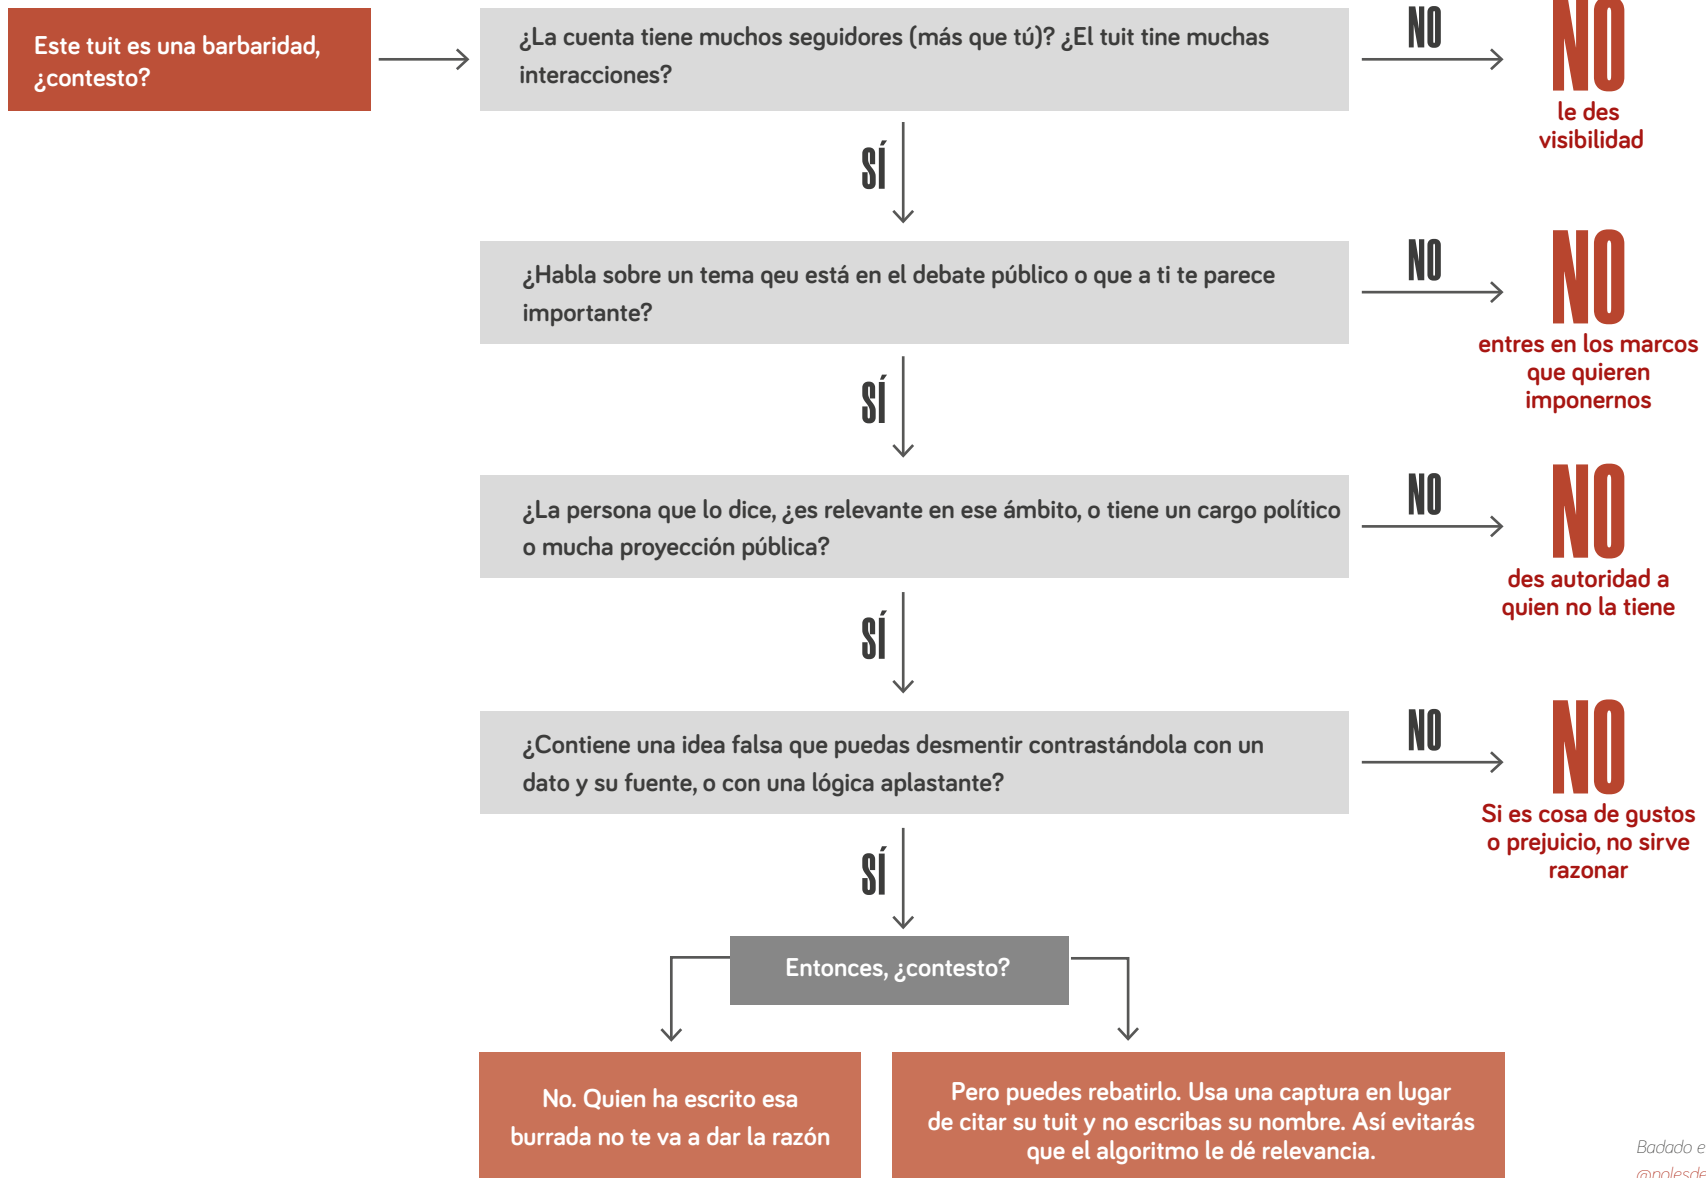 Este tuit es una barbaridad,
¿contesto?
¿La cuenta tiene muchos seguidores (más que tú)? ¿El tuit tine muchas
interacciones?
NO
NO
le des
visibilidad
SÍ
¿Habla sobre un tema qeu está en el debate público o que a ti te parece
importante?
NO
NO
entres en los marcos
que quieren
imponernos
SÍ
¿La persona que lo dice, ¿es relevante en ese ámbito, o tiene un cargo político
o mucha proyección pública?
NO
NO
des autoridad a
quien no la tiene
SÍ
¿Contiene una idea falsa que puedas desmentir contrastándola con un
dato y su fuente, o con una lógica aplastante?
NO
NO
Si es cosa de gustos
o prejuicio, no sirve
razonar
SÍ
Entonces, ¿contesto?
No. Quien ha escrito esa
burrada no te va a dar la razón
Pero puedes rebatirlo. Usa una captura en lugar
de citar su tuit y no escribas su nombre. Así evitarás
que el algoritmo le dé relevancia.
Badado e